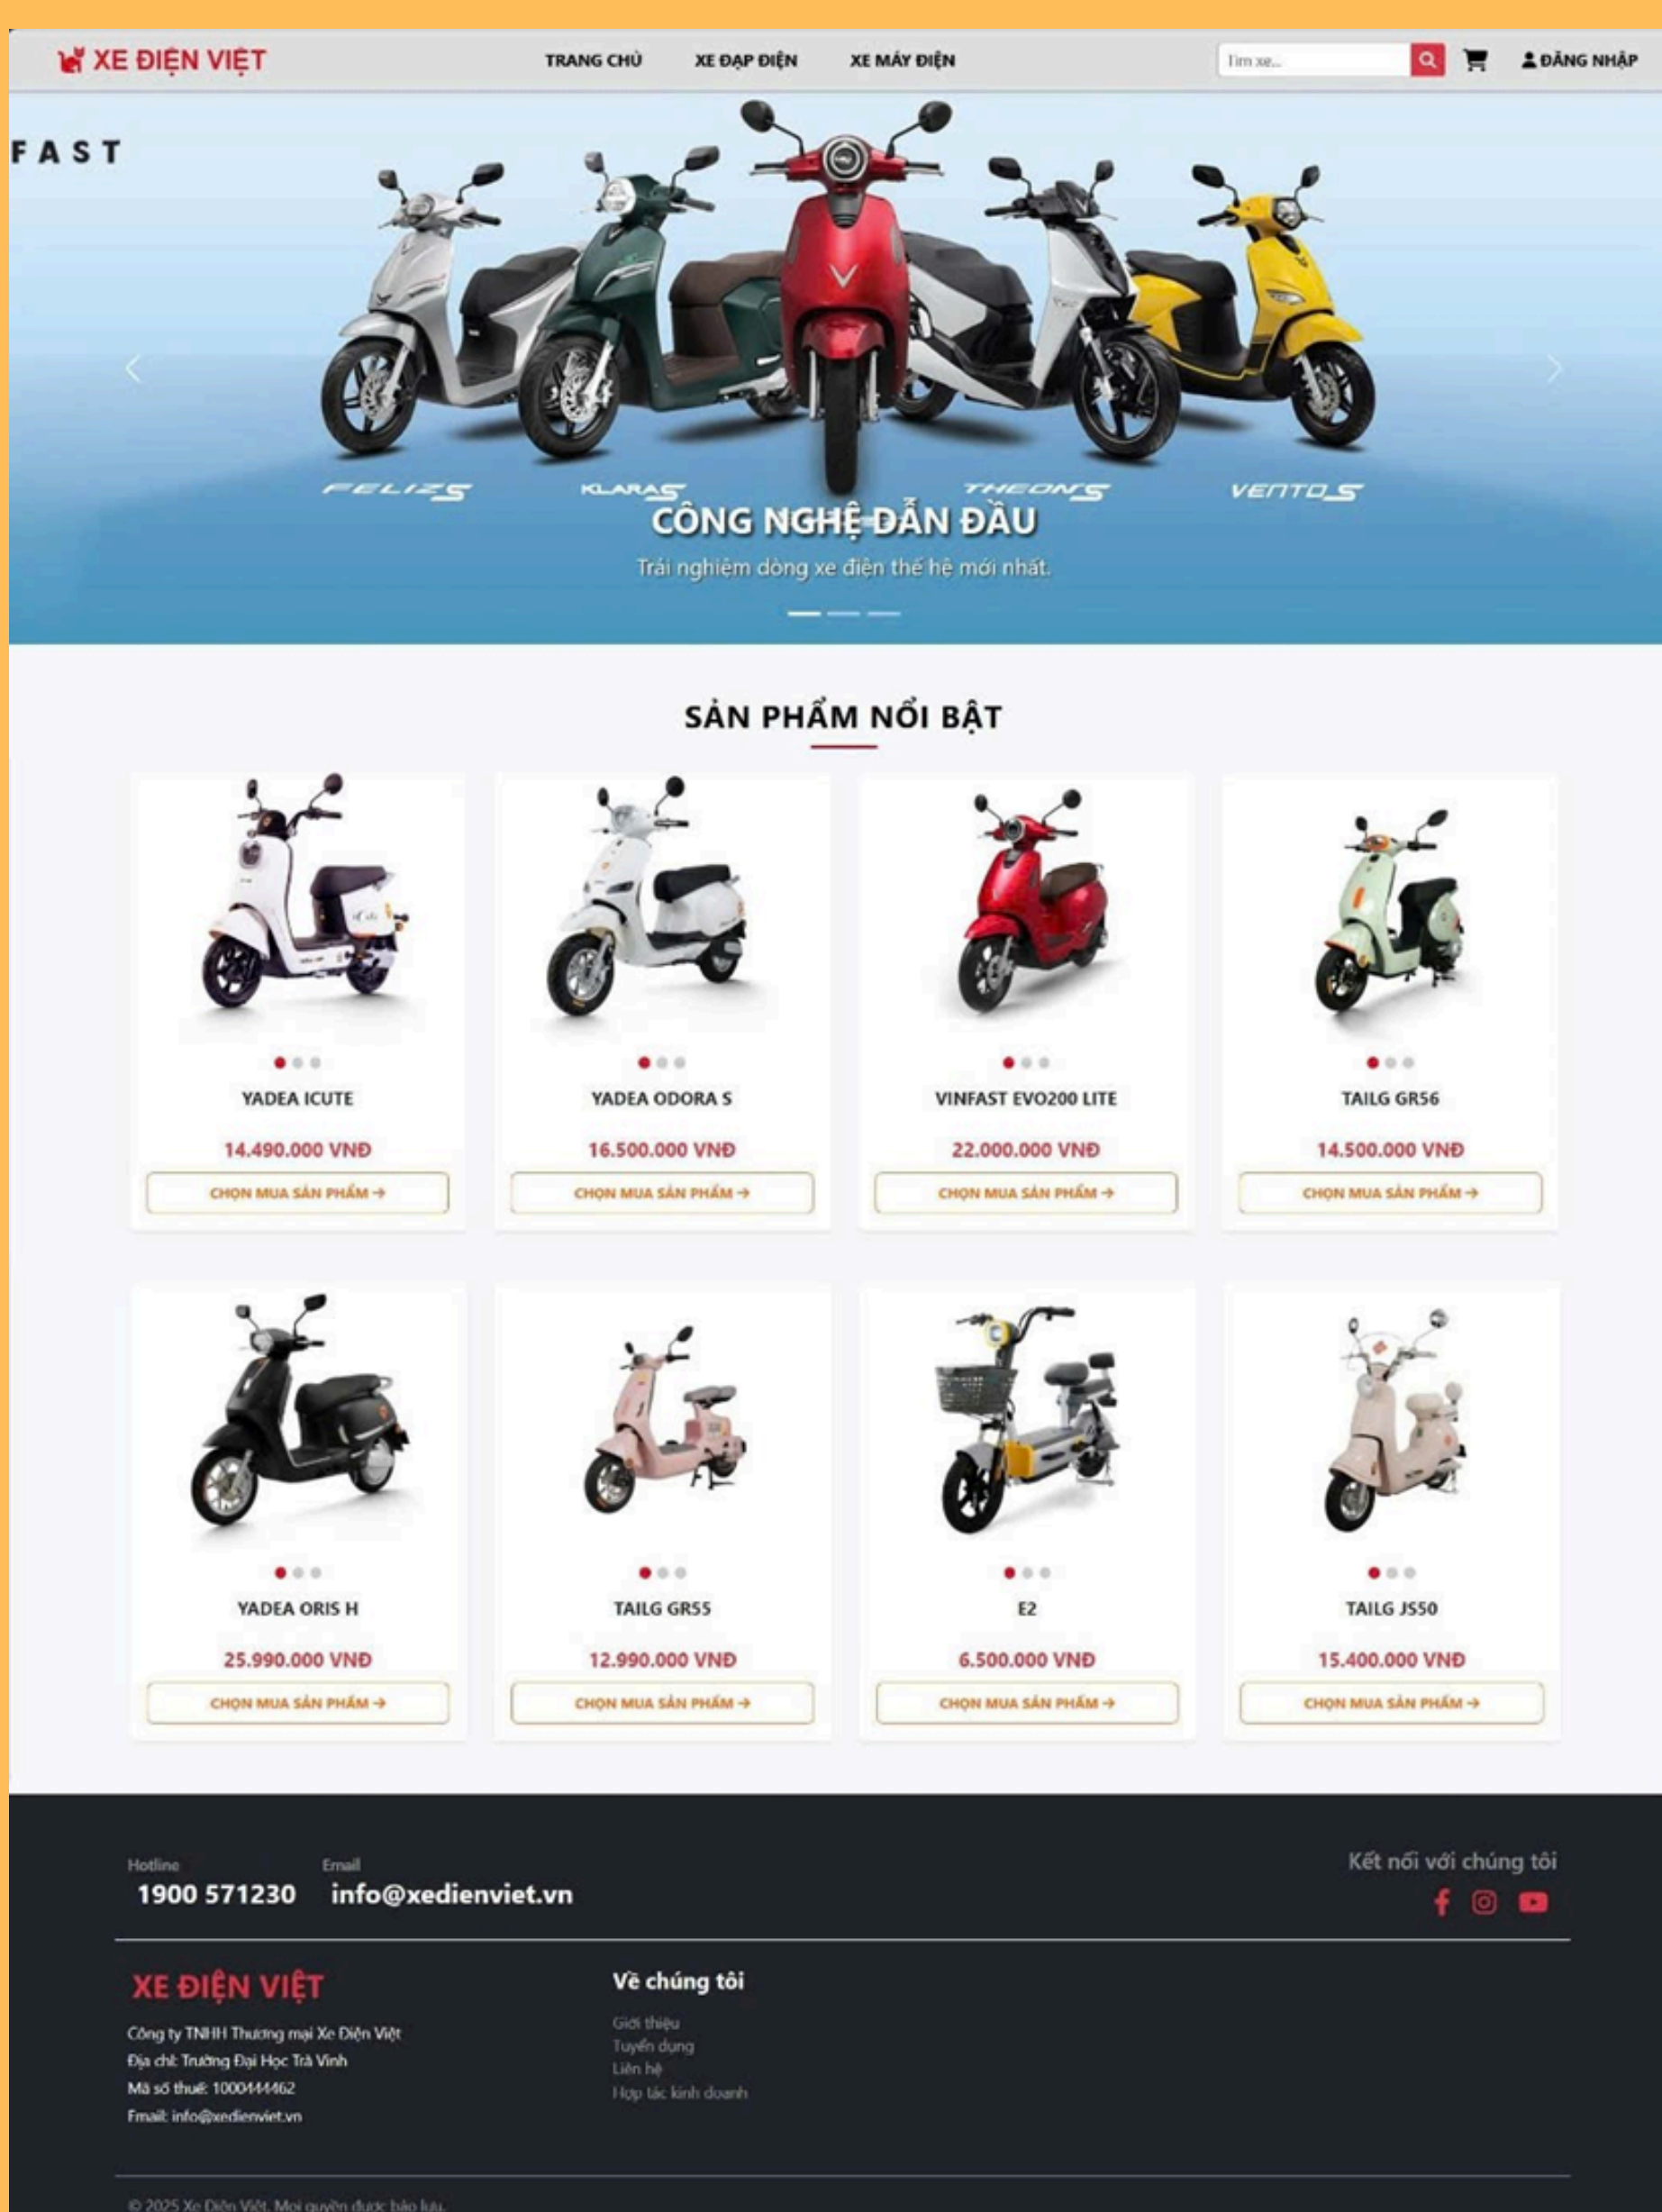 XE ĐIỆN VIỆT
TRANG CHỦ
XE ĐẠP ĐIỆN
XE MÁY ĐIỆN
Tìm xe...
ĐĂNG NHẬP
FAST
FELIZ S
KLARA S
THEON S
VENTO S
CÔNG NGHỆ DẪN ĐẦU
Trải nghiệm dòng xe điện thế hệ mới nhất.
SẢN PHẨM NỔI BẬT
YADEA ICUTE
14.490.000 VNĐ
CHỌN MUA SẢN PHẨM →
YADEA ODORA S
16.500.000 VNĐ
CHỌN MUA SẢN PHẨM →
VINFAST EVO200 LITE
22.000.000 VNĐ
CHỌN MUA SẢN PHẨM →
TAILG GR56
14.500.000 VNĐ
CHỌN MUA SẢN PHẨM →
YADEA ORIS H
25.990.000 VNĐ
CHỌN MUA SẢN PHẨM →
TAILG GR55
12.990.000 VNĐ
CHỌN MUA SẢN PHẨM →
E2
6.500.000 VNĐ
CHỌN MUA SẢN PHẨM →
TAILG JS50
15.400.000 VNĐ
CHỌN MUA SẢN PHẨM →
Hotline
1900 571230
Email
info@xedienviet.vn
Kết nối với chúng tôi
XE ĐIỆN VIỆT
Công ty TNHH Thương mại Xe Điện Việt
Địa chỉ: Trường Đại Học Trà Vinh
Mã số thuế: 1000444462
Email: info@xedienviet.vn
Về chúng tôi
Giới thiệu
Tuyển dụng
Liên hệ
Hợp tác kinh doanh
© 2025 Xe Điện Việt. Mọi quyền được bảo lưu.